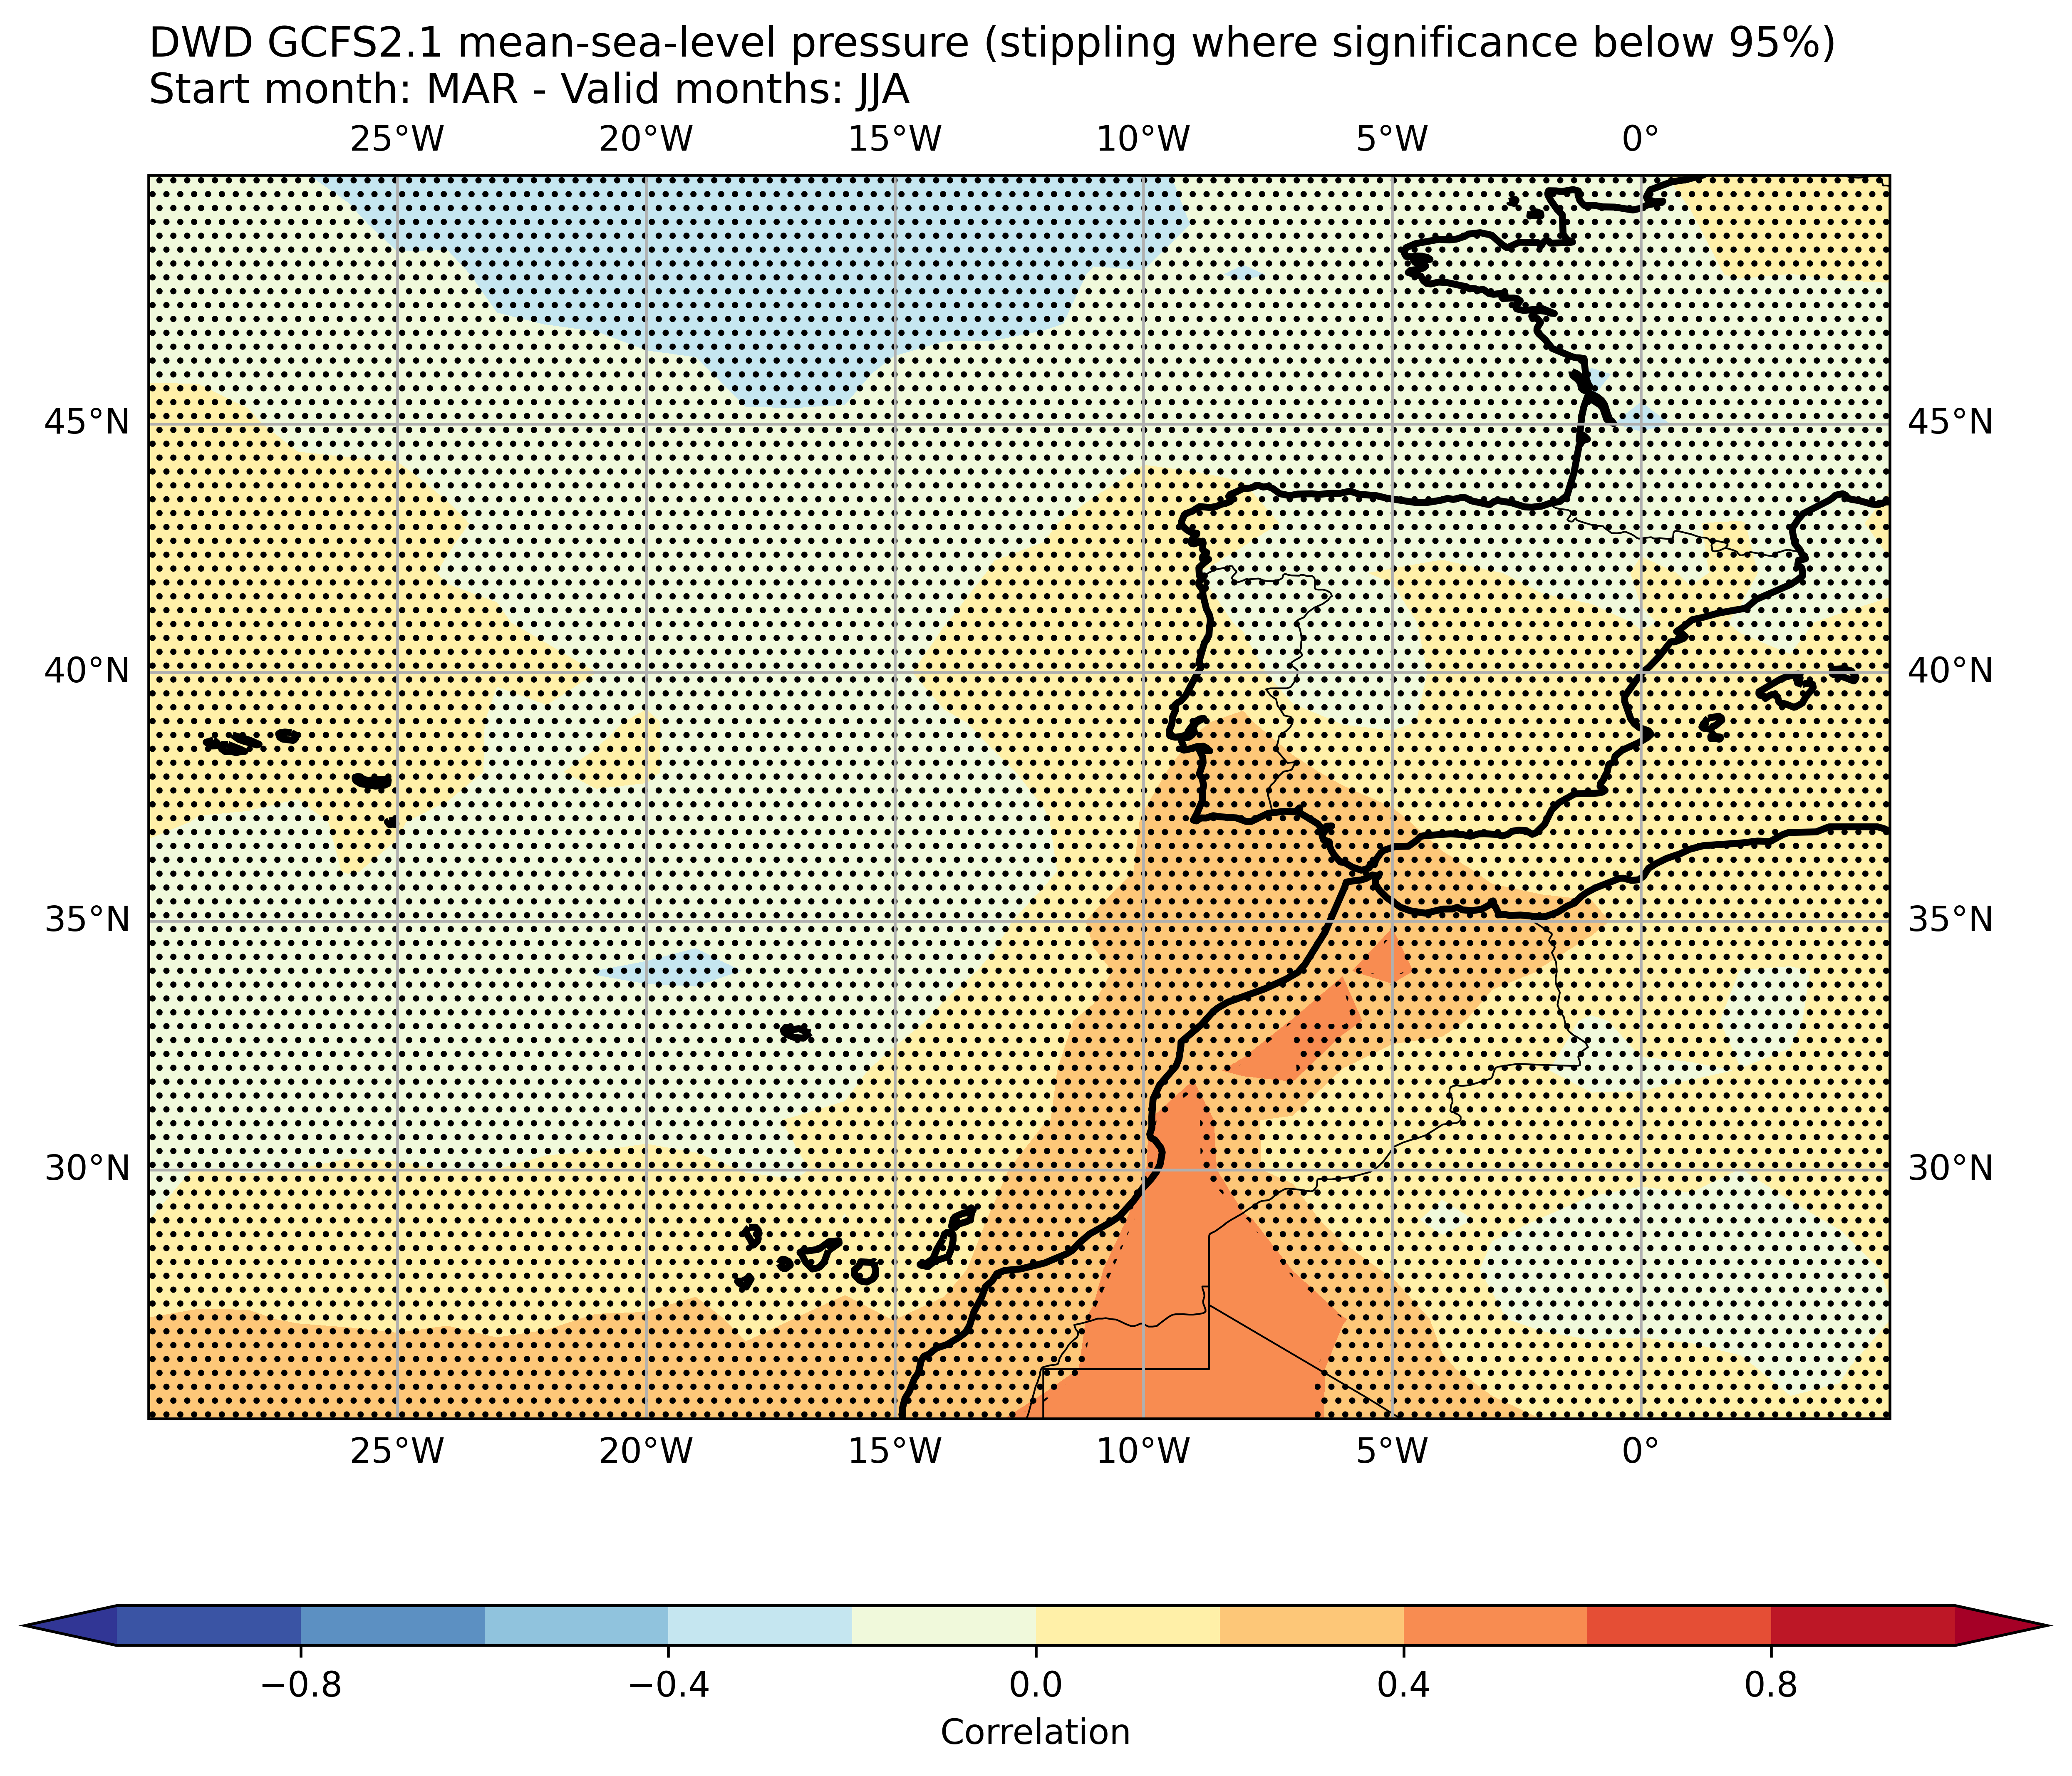 DWD GCFS2.1 mean-sea-level pressure (stippling where significance below 95%)
Start month: MAR - Valid months: JJA
25°W 20°W 15°W 10°W 5°W 0°
45°N 45°N
40°N 40°N
35°N 35°N
30°N 30°N
25°W 20°W 15°W 10°W 5°W 0°
−0.8 −0.4 0.0 0.4 0.8
Correlation